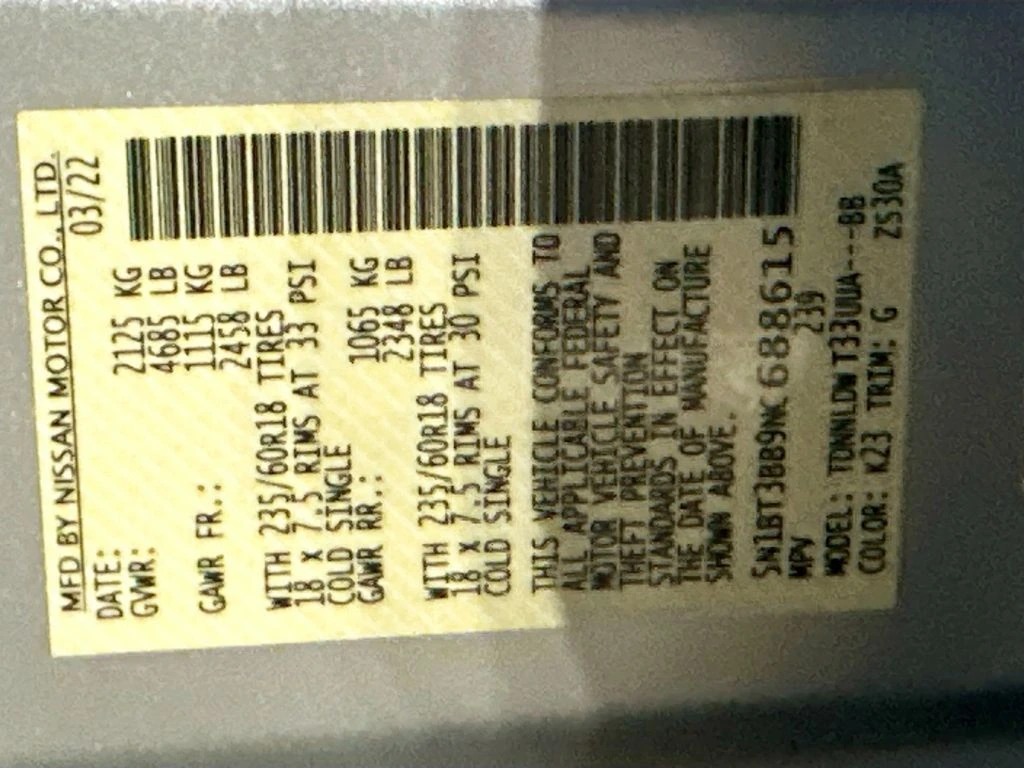 MFD BY NISSAN MOTOR CO., LTD.
DATE: 03/22
GVWR: 2125 KG
4685 LB
GAWR FR.: 1115 KG
2458 LB
WITH 235/60R18 TIRES
18 X 7.5 RIMS AT 33 PSI
COLD SINGLE
GAWR RR.: 1065 KG
2348 LB
WITH 235/60R18 TIRES
18 X 7.5 RIMS AT 30 PSI
COLD SINGLE
THIS VEHICLE CONFORMS TO
ALL APPLICABLE FEDERAL
MOTOR VEHICLE SAFETY AND
THEFT PREVENTION
STANDARDS IN EFFECT ON
THE DATE OF MANUFACTURE
SHOWN ABOVE.
5N1BT3BB9NC688615
MPV 239
MODEL: TDNNLDW T33UUA---BB
COLOR: K23 TRIM: G ZS30A